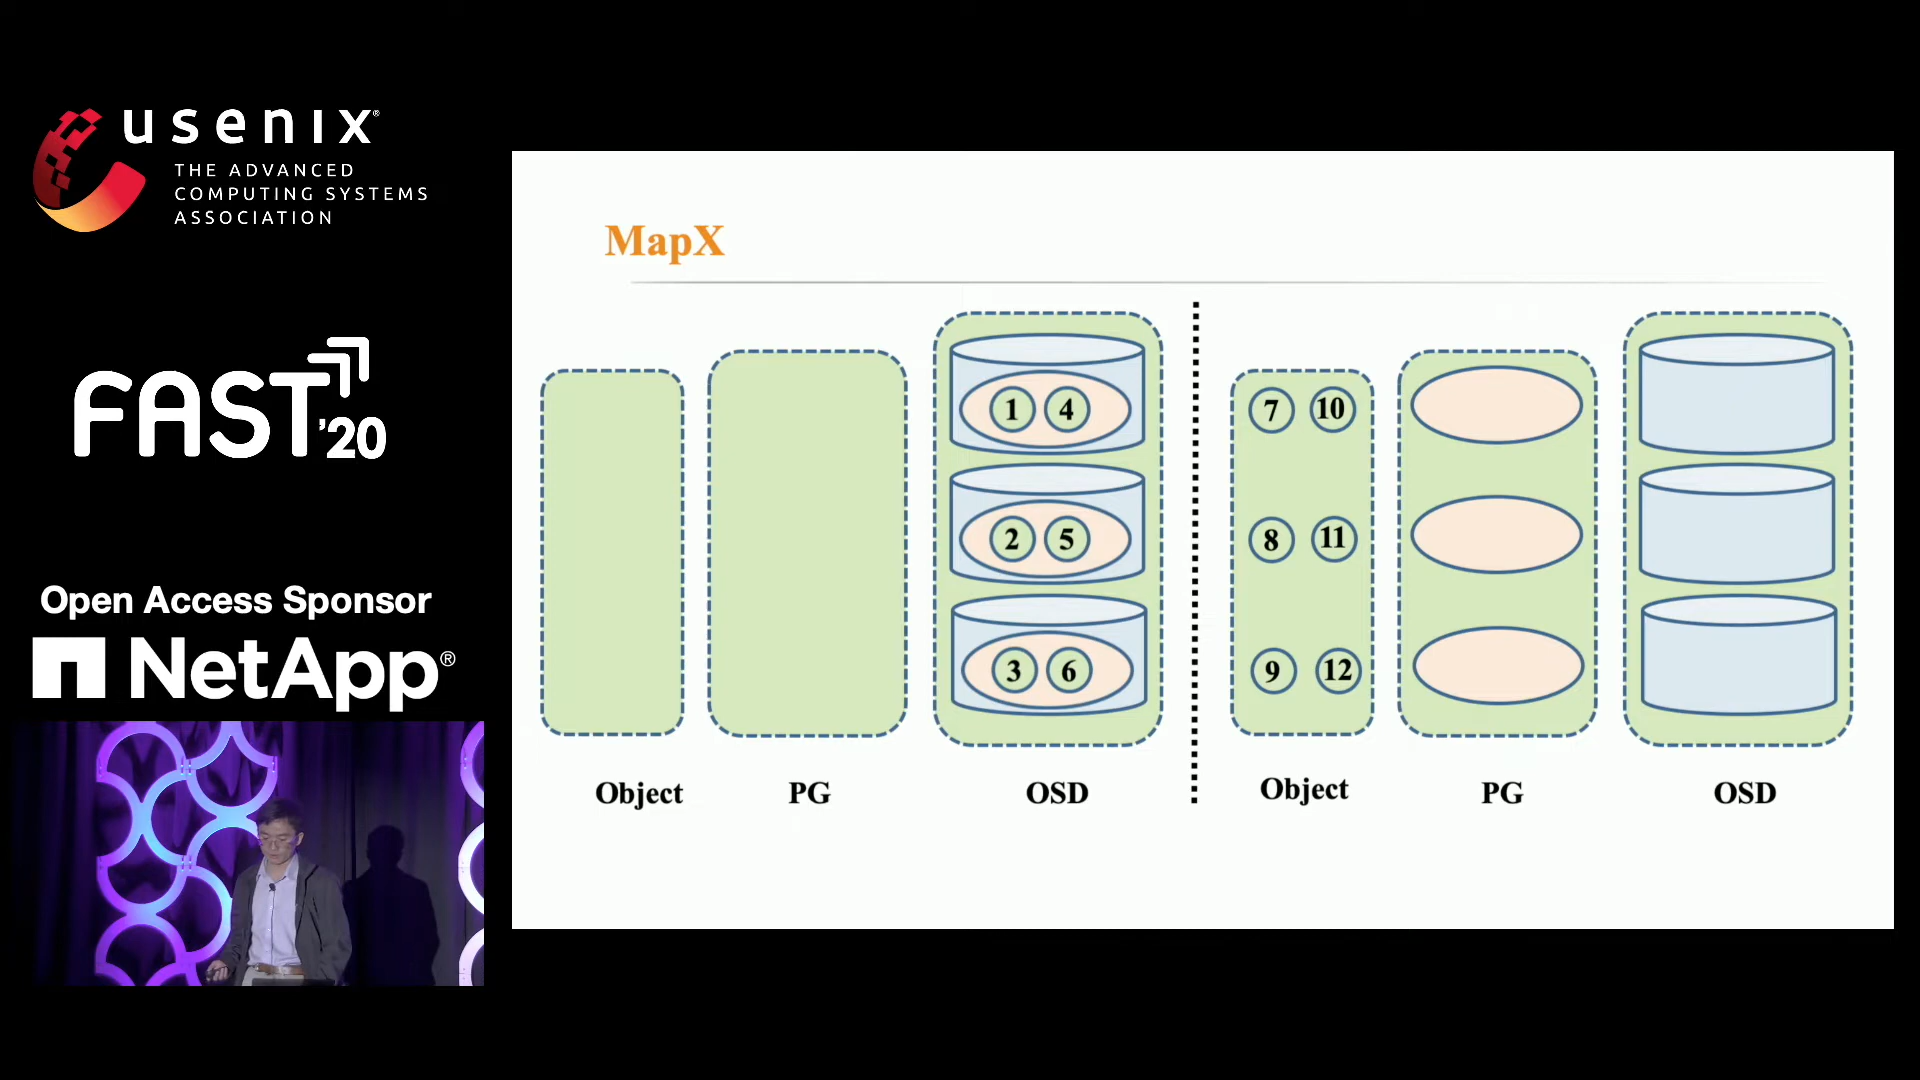 usenix®
THE ADVANCED
COMPUTING SYSTEMS
ASSOCIATION
FAST '20
Open Access Sponsor
NetApp®
MapX
1 4
2 5
3 6
Object PG OSD
7 10
8 11
9 12
Object PG OSD